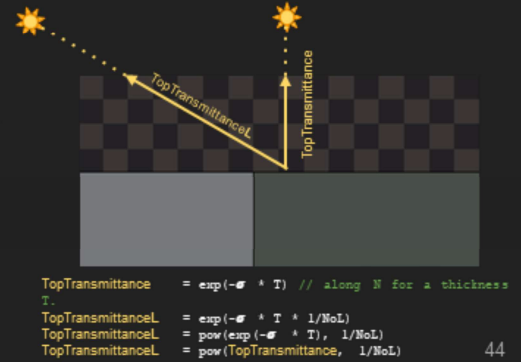 TopTransmittanceL
TopTransmittance
TopTransmittance = exp(-σ * T) // along N for a thickness
T.
TopTransmittanceL = exp(-σ * T * 1/NoL)
TopTransmittanceL = pow(exp(-σ * T), 1/NoL)
TopTransmittanceL = pow(TopTransmittance, 1/NoL)
44